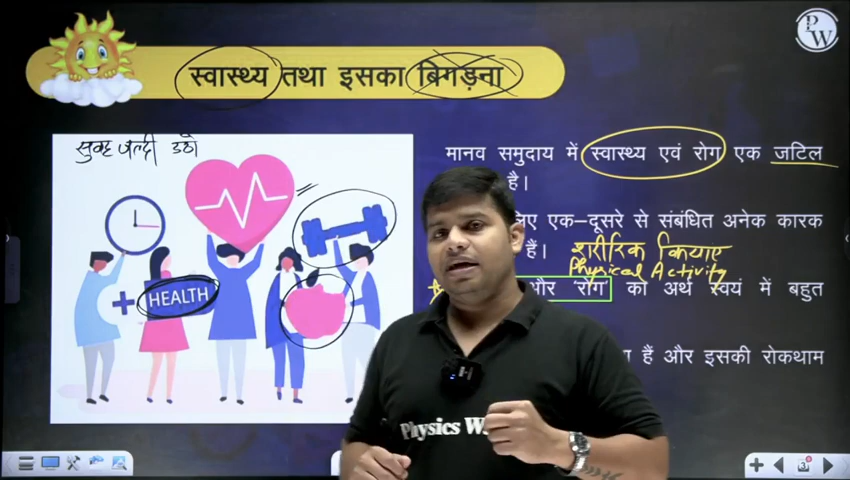 स्वास्थ्य तथा इसका बिगड़ना
PW
सुबह जल्दी उठो
HEALTH
मानव समुदाय में स्वास्थ्य एवं रोग एक जटिल
है।
एक–दूसरे से संबंधित अनेक कारक
हैं।
शारीरिक क्रियाए
Physical Activity
और रोग को अर्थ स्वयं में बहुत
हैं और इसकी रोकथाम
Physics W